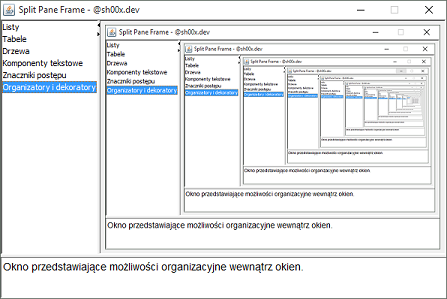 Split Pane Frame - @sh00x.dev
Listy
Tabele
Drzewa
Komponenty tekstowe
Znaczniki postępu
Organizatory i dekoratory
Split Pane Frame - @sh00x.dev
Listy
Tabele
Drzewa
Komponenty tekstowe
Znaczniki postępu
Organizatory i dekoratory
Split Pane Frame - @sh00x.dev
Listy
Tabele
Drzewa
Komponenty tekstowe
Znaczniki postępu
Organizatory i dekoratory
Split Pane Frame - @sh00x.dev
Okno przedstawiające możliwości organizacyjne wewnątrz okien.
Okno przedstawiające możliwości organizacyjne wewnątrz okien.
Okno przedstawiające możliwości organizacyjne wewnątrz okien.
Okno przedstawiające możliwości organizacyjne wewnątrz okien.